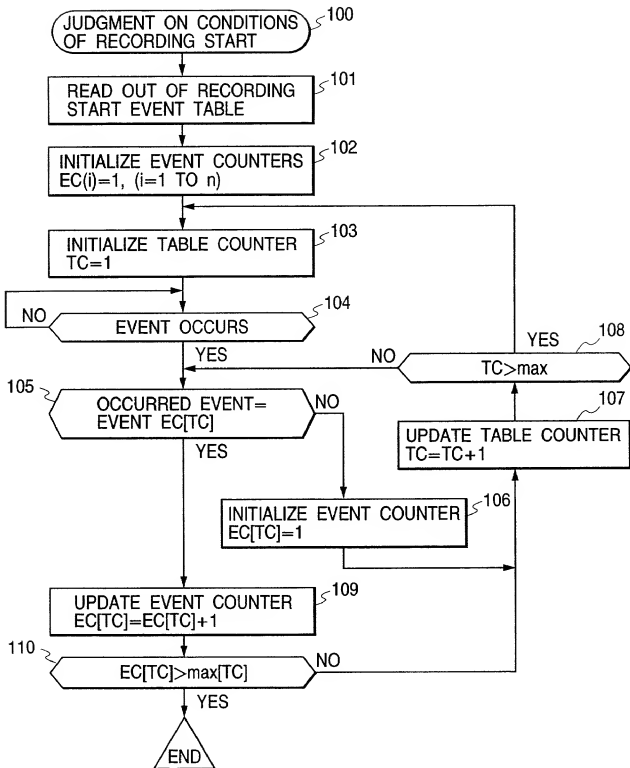 JUDGMENT ON CONDITIONS
OF RECORDING START
100
READ OUT OF RECORDING
START EVENT TABLE
101
INITIALIZE EVENT COUNTERS
EC(i)=1, (i=1 TO n)
102
INITIALIZE TABLE COUNTER
TC=1
103
NO
EVENT OCCURS
104
YES
NO
TC>max
YES
108
105
OCCURRED EVENT=
EVENT EC[TC]
NO
YES
UPDATE TABLE COUNTER
TC=TC+1
107
INITIALIZE EVENT COUNTER
EC[TC]=1
106
UPDATE EVENT COUNTER
EC[TC]=EC[TC]+1
109
110
EC[TC]>max[TC]
NO
YES
END